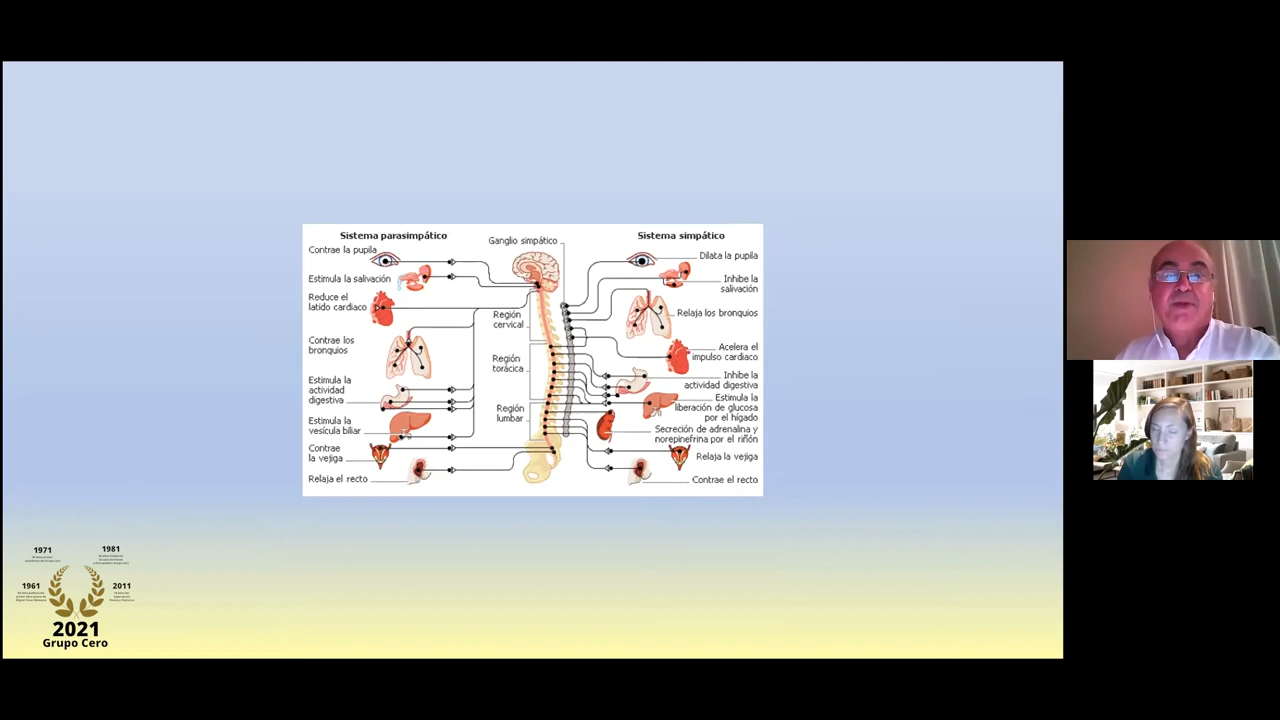 Sistema parasimpático
Contrae la pupila
Estimula la salivación
Reduce el
latido cardiaco
Contrae los
bronquios
Estimula la
actividad
digestiva
Estimula la
vesícula biliar
Contrae
la vejiga
Relaja el recto
Ganglio simpático
Región
cervical
Región
torácica
Región
lumbar
Sistema simpático
Dilata la pupila
Inhibe la
salivación
Relaja los bronquios
Acelera el
impulso cardiaco
Inhibe la
actividad digestiva
Estimula la
liberación de glucosa
por el hígado
Secreción de adrenalina y
norepinefrina por el riñón
Relaja la vejiga
Contrae el recto
1971
1981
1961
2011
2021
Grupo Cero